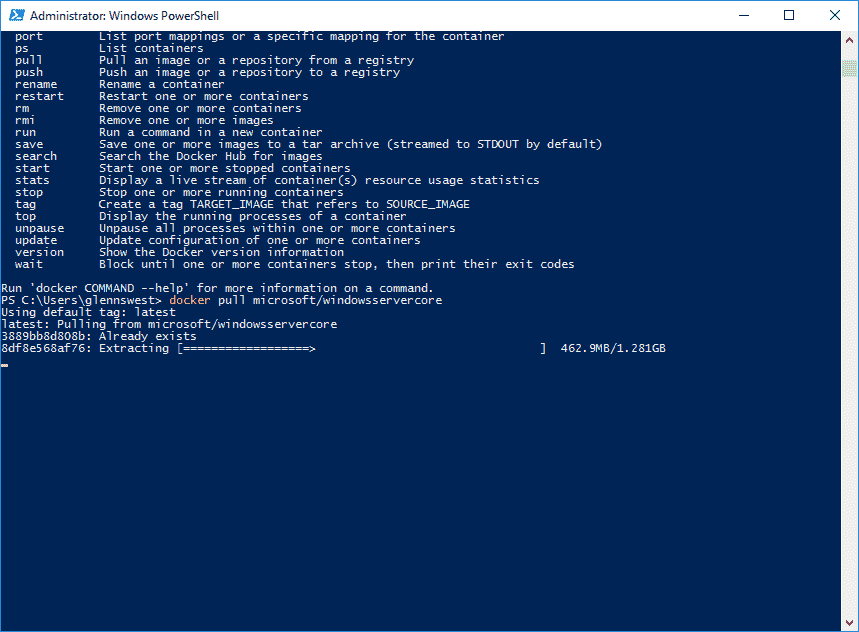 Administrator: Windows PowerShell
port        List port mappings or a specific mapping for the container
ps          List containers
pull        Pull an image or a repository from a registry
push        Push an image or a repository to a registry
rename      Rename a container
restart     Restart one or more containers
rm          Remove one or more containers
rmi         Remove one or more images
run         Run a command in a new container
save        Save one or more images to a tar archive (streamed to STDOUT by default)
search      Search the Docker Hub for images
start       Start one or more stopped containers
stats       Display a live stream of container(s) resource usage statistics
stop        Stop one or more running containers
tag         Create a tag TARGET_IMAGE that refers to SOURCE_IMAGE
top         Display the running processes of a container
unpause     Unpause all processes within one or more containers
update      Update configuration of one or more containers
version     Show the Docker version information
wait        Block until one or more containers stop, then print their exit codes
Run 'docker COMMAND --help' for more information on a command.
PS C:\Users\glennswest> docker pull microsoft/windowsservercore
Using default tag: latest
latest: Pulling from microsoft/windowsservercore
3889bb8d808b: Already exists
8df8e568af76: Extracting [==================>                                ]  462.9MB/1.281GB